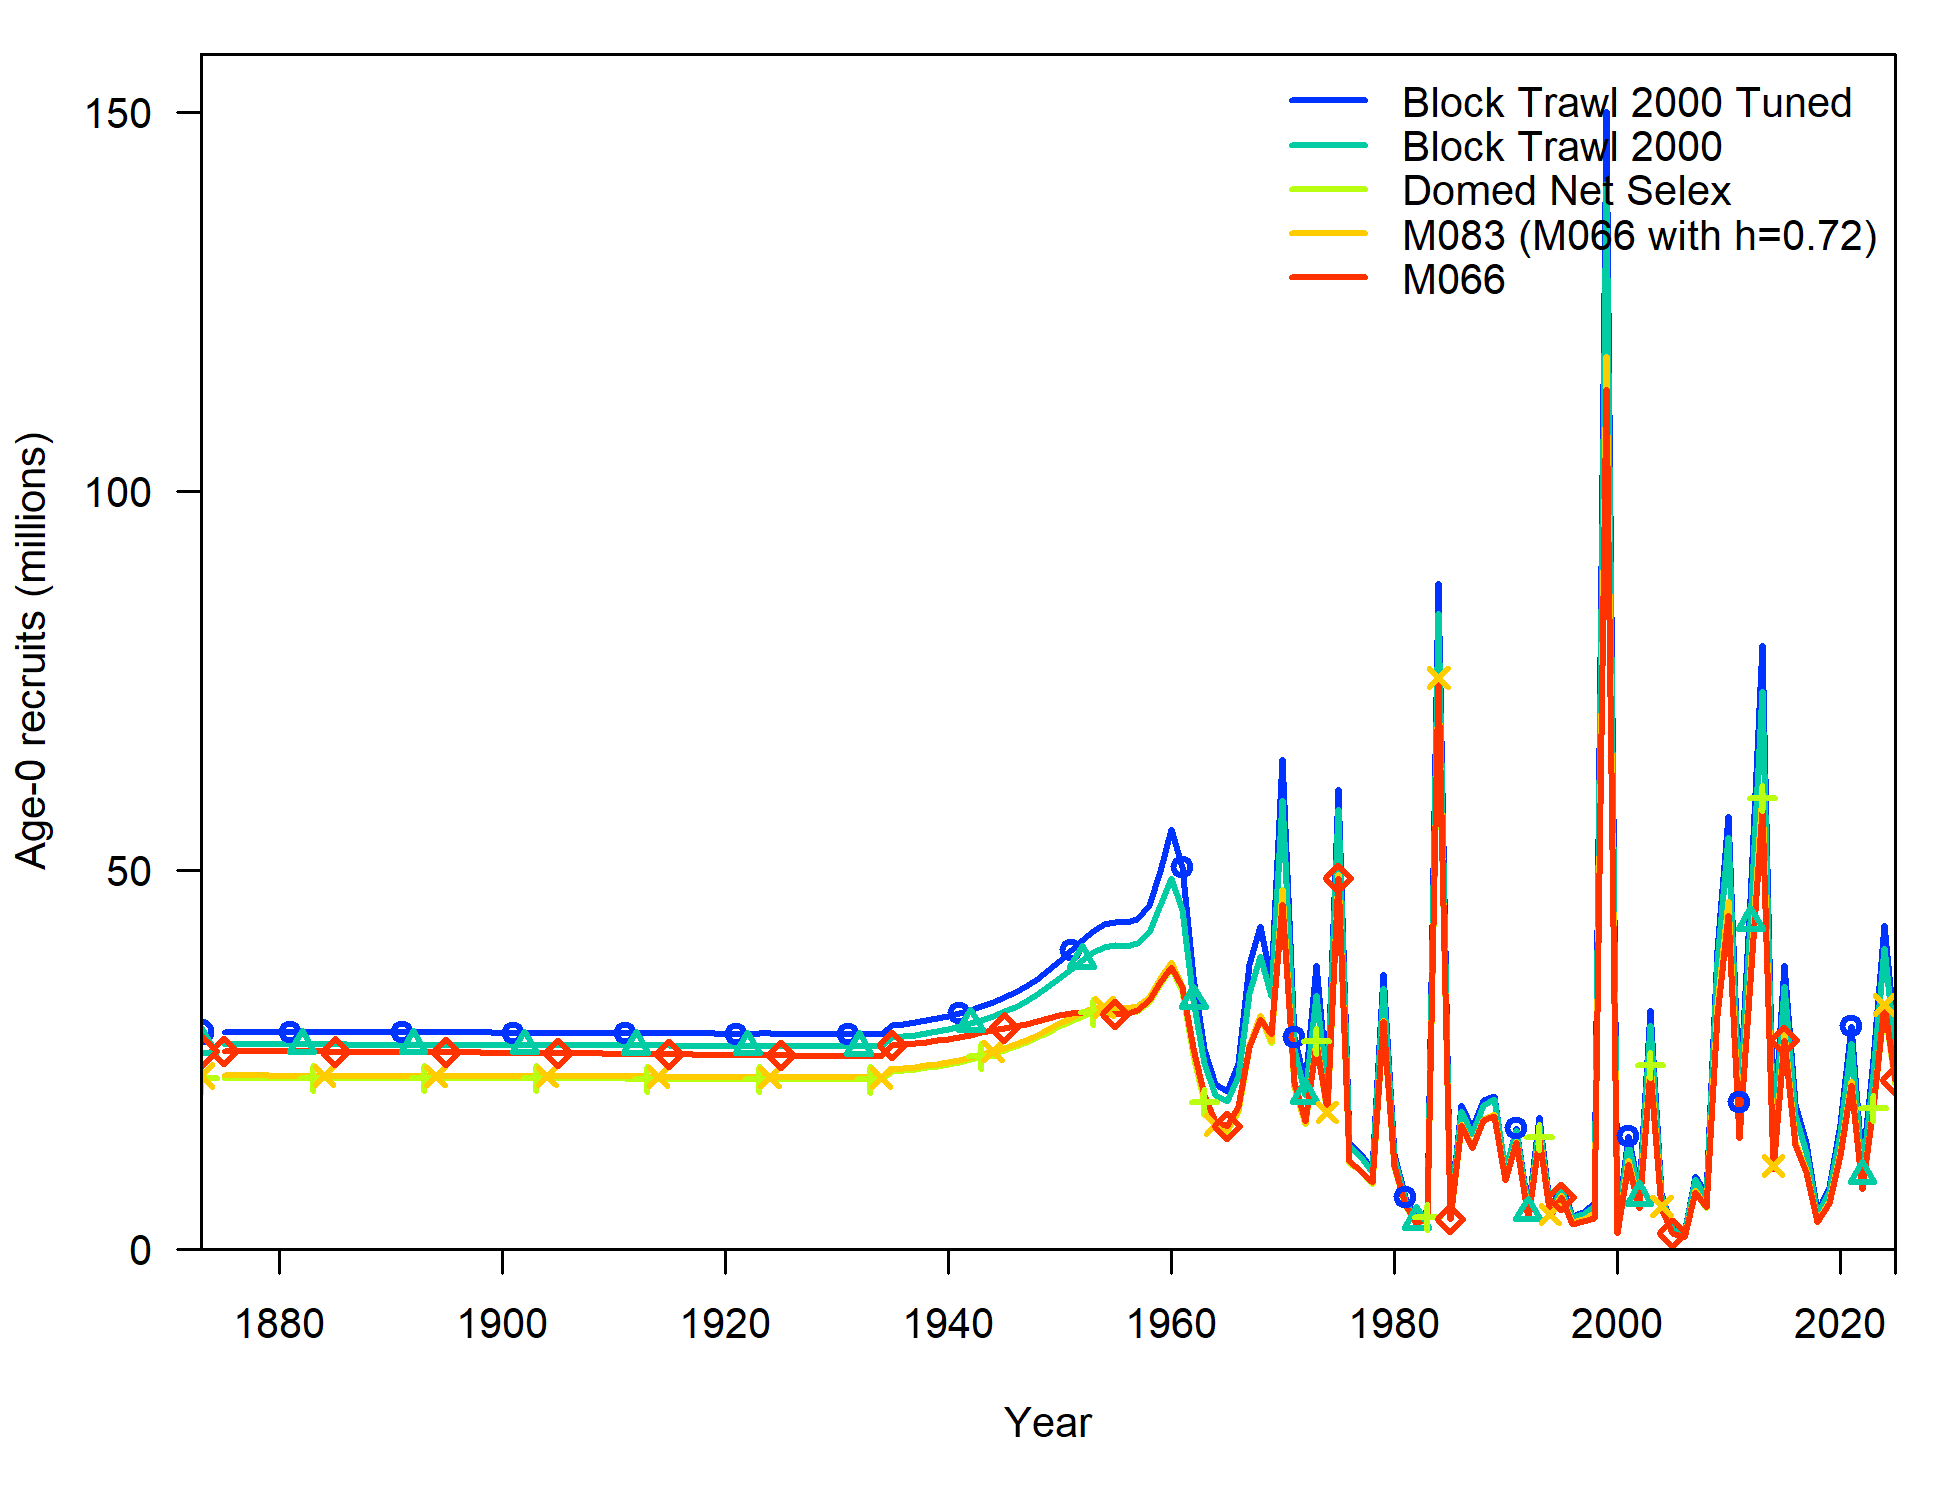 Block Trawl 2000 Tuned
Block Trawl 2000
Domed Net Selex
M083 (M066 with h=0.72)
M066
Age-0 recruits (millions)
150
100
50
0
1880 1900 1920 1940 1960 1980 2000 2020
Year